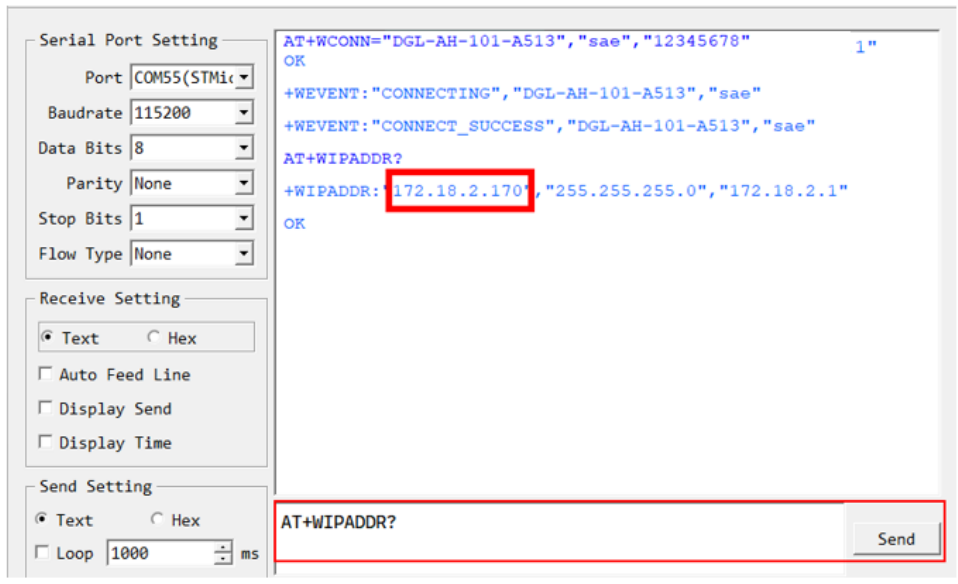 Serial Port Setting
Port COM55(STMic
Baudrate 115200
Data Bits 8
Parity None
Stop Bits 1
Flow Type None
Receive Setting
Text Hex
Auto Feed Line
Display Send
Display Time
Send Setting
Text Hex
Loop 1000 ms
AT+WCONN="DGL-AH-101-A513","sae","12345678"
1"
OK
+WEVENT:"CONNECTING","DGL-AH-101-A513","sae"
+WEVENT:"CONNECT_SUCCESS","DGL-AH-101-A513","sae"
AT+WIPADDR?
+WIPADDR:"172.18.2.170","255.255.255.0","172.18.2.1"
OK
AT+WIPADDR?
Send